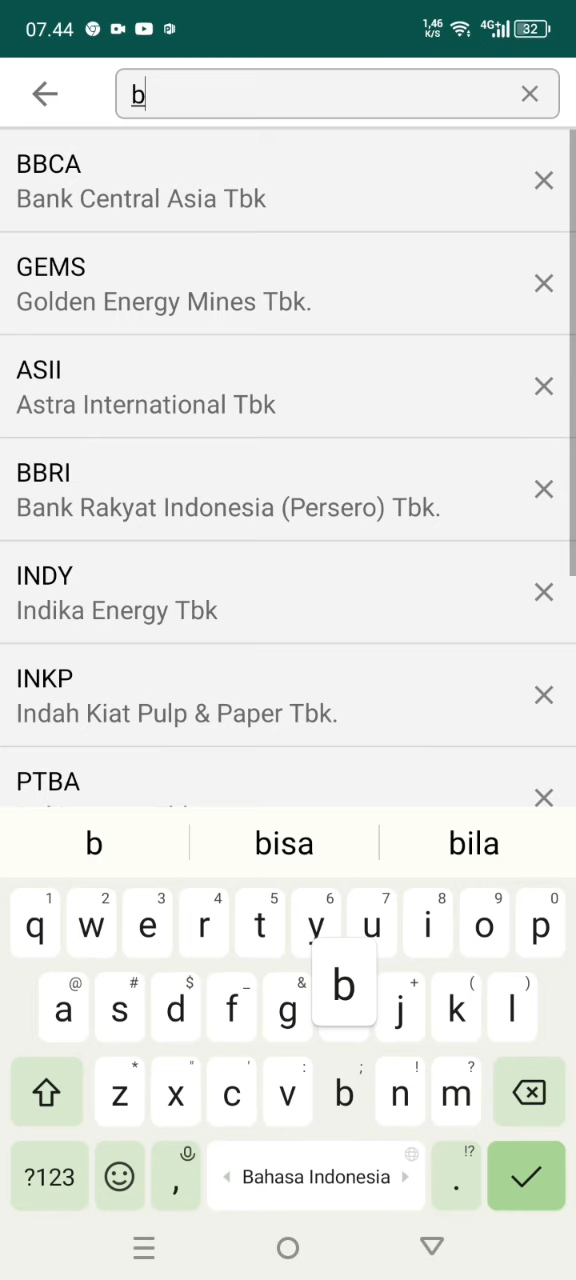 07.44
1,46
K/S
4G+
32
b
BBCA
Bank Central Asia Tbk
GEMS
Golden Energy Mines Tbk.
ASII
Astra International Tbk
BBRI
Bank Rakyat Indonesia (Persero) Tbk.
INDY
Indika Energy Tbk
INKP
Indah Kiat Pulp & Paper Tbk.
PTBA
b bisa bila
1 2 3 4 5 6 7 8 9 0
q w e r t y u i o p
@ # $ _ & + ( )
a s d f g b j k l
* " ' : ; ! ?
z x c v b n m
!?
?123 , Bahasa Indonesia .